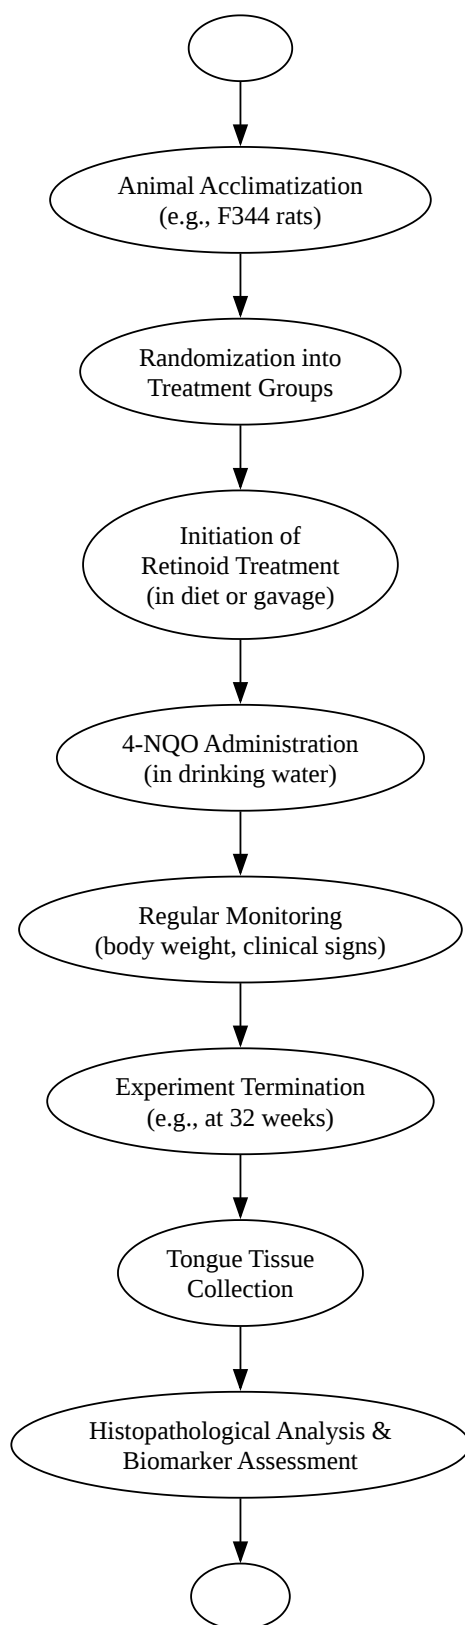 Animal Acclimatization
(e.g., F344 rats)
Randomization into
Treatment Groups
Initiation of
Retinoid Treatment
(in diet or gavage)
4-NQO Administration
(in drinking water)
Regular Monitoring
(body weight, clinical signs)
Experiment Termination
(e.g., at 32 weeks)
Tongue Tissue
Collection
Histopathological Analysis &
Biomarker Assessment